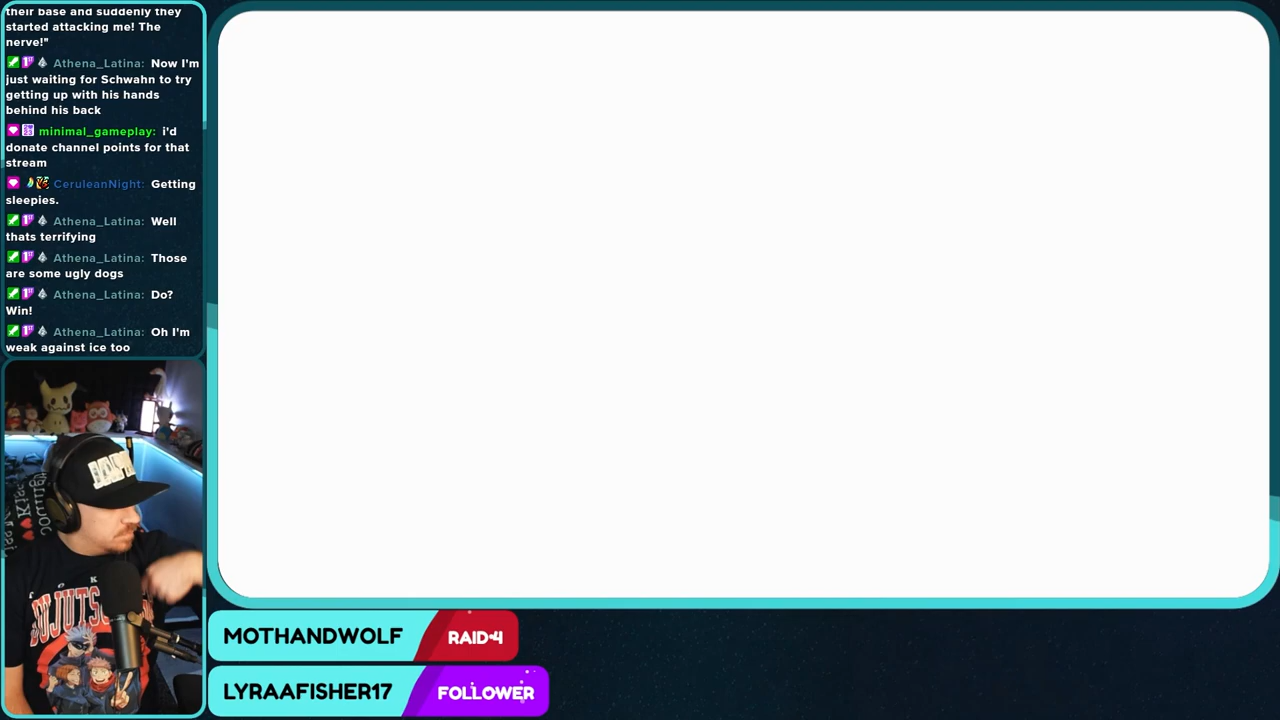 their base and suddenly they
started attacking me! The
nerve!"
Athena_Latina: Now I'm
just waiting for Schwahn to try
getting up with his hands
behind his back
minimal_gameplay: i'd
donate channel points for that
stream
CeruleanNight: Getting
sleepies.
Athena_Latina: Well
thats terrifying
Athena_Latina: Those
are some ugly dogs
Athena_Latina: Do?
Win!
Athena_Latina: Oh I'm
weak against ice too
MOTHANDWOLF RAID 4
LYRAAFISHER17 FOLLOWER